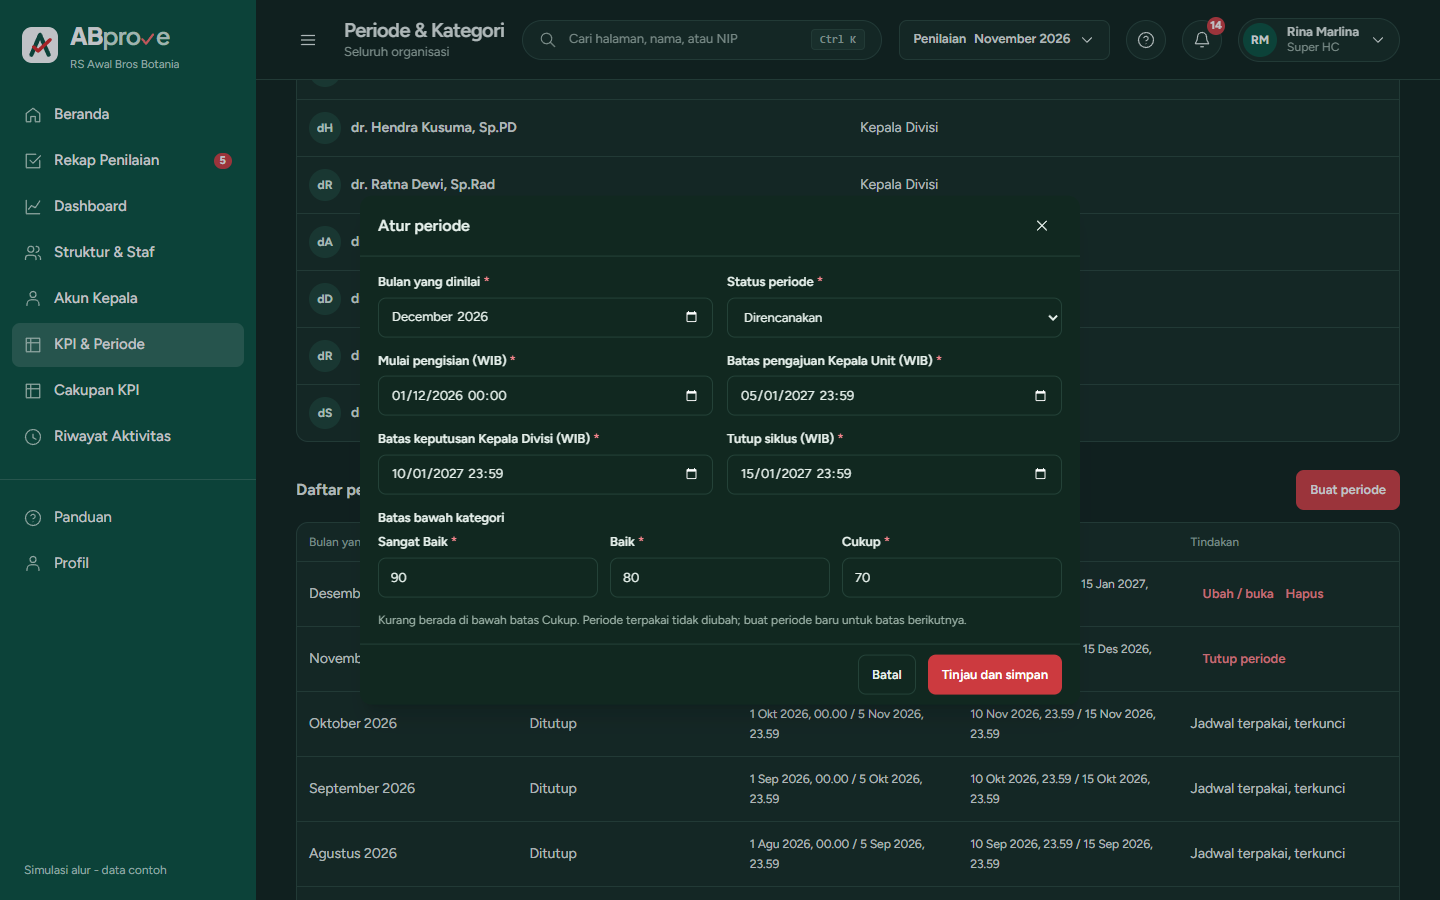 ABprove
RS Awal Bros Botania
Beranda
Rekap Penilaian 5
Dashboard
Struktur & Staf
Akun Kepala
KPI & Periode
Cakupan KPI
Riwayat Aktivitas
Panduan
Profil
Simulasi alur - data contoh
Periode & Kategori
Seluruh organisasi
Cari halaman, nama, atau NIP Ctrl K
Penilaian November 2026
14
RM
Rina Marlina
Super HC
dH dr. Hendra Kusuma, Sp.PD Kepala Divisi
dR dr. Ratna Dewi, Sp.Rad Kepala Divisi
dA d
dD d
dR d
dS d
Atur periode
Bulan yang dinilai * Status periode *
December 2026 Direncanakan
Mulai pengisian (WIB) * Batas pengajuan Kepala Unit (WIB) *
01/12/2026 00:00 05/01/2027 23:59
Batas keputusan Kepala Divisi (WIB) * Tutup siklus (WIB) *
10/01/2027 23:59 15/01/2027 23:59
Batas bawah kategori
Sangat Baik * Baik * Cukup *
90 80 70
Kurang berada di bawah batas Cukup. Periode terpakai tidak diubah; buat periode baru untuk batas berikutnya.
Batal Tinjau dan simpan
Daftar pe Buat periode
Bulan yan Tindakan
Desemb 15 Jan 2027, Ubah / buka Hapus
Novemb 15 Des 2026, Tutup periode
Oktober 2026 Ditutup 1 Okt 2026, 00.00 / 5 Nov 2026, 23.59 10 Nov 2026, 23.59 / 15 Nov 2026, 23.59 Jadwal terpakai, terkunci
September 2026 Ditutup 1 Sep 2026, 00.00 / 5 Okt 2026, 23.59 10 Okt 2026, 23.59 / 15 Okt 2026, 23.59 Jadwal terpakai, terkunci
Agustus 2026 Ditutup 1 Agu 2026, 00.00 / 5 Sep 2026, 23.59 10 Sep 2026, 23.59 / 15 Sep 2026, 23.59 Jadwal terpakai, terkunci